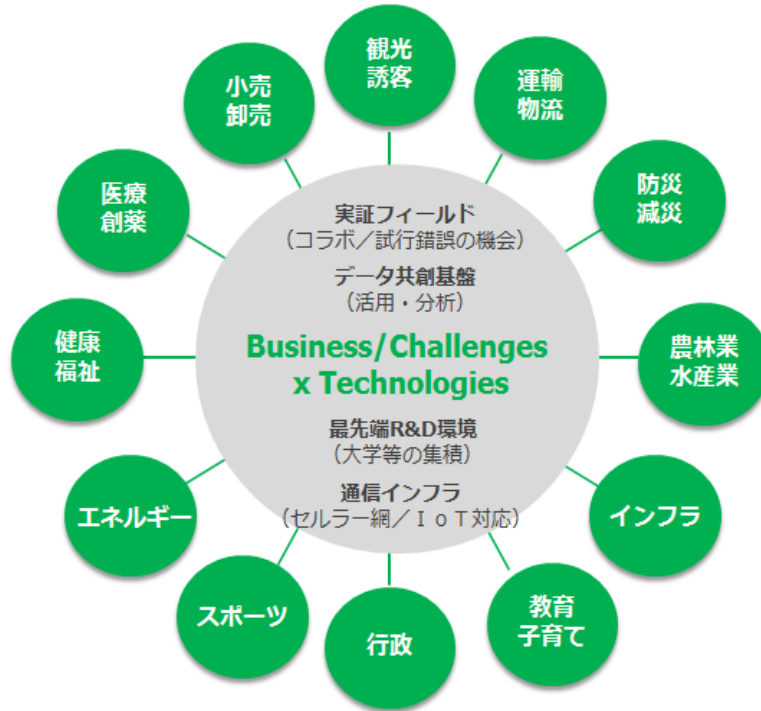 観光
誘客
運輸
物流
防災
減災
農林業
水産業
インフラ
教育
子育て
行政
スポーツ
エネルギー
健康
福祉
医療
創薬
小売
卸売
実証フィールド
（コラボ／試行錯誤の機会）
データ共創基盤
（活用・分析）
Business/Challenges
x Technologies
最先端R&D環境
（大学等の集積）
通信インフラ
（セルラー網／ＩｏＴ対応）